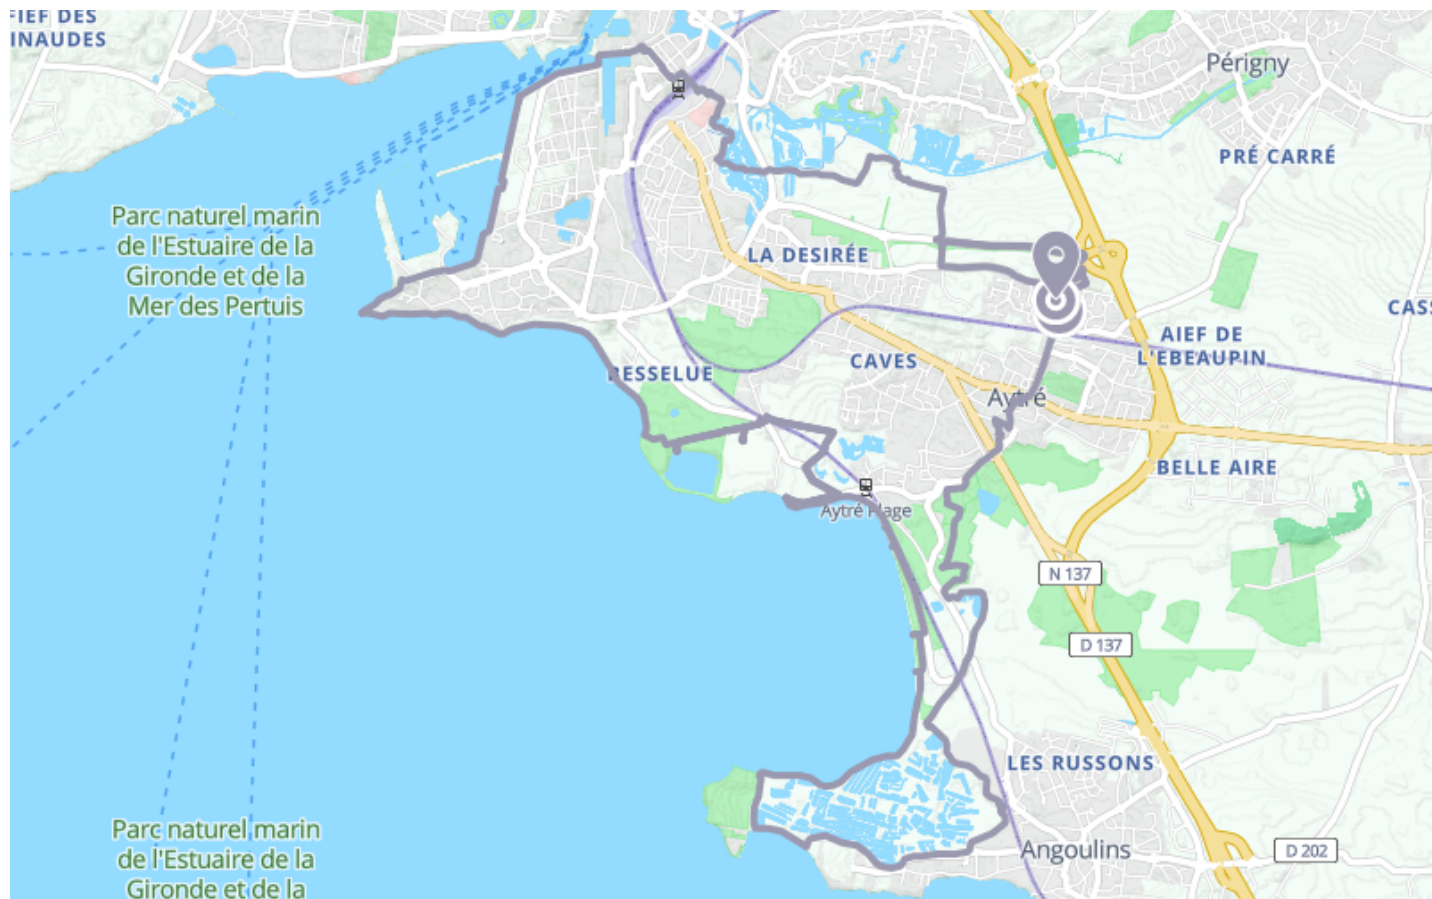 FIEF DES
INAUDES
Périgny
PRÉ CARRÉ
Parc naturel marin
de l'Estuaire de la
Gironde et de la
Mer des Pertuis
LA DESIRÉE
CASS
AIEF DE
L'EBEAUPIN
CAVES
BESSELUE
Aytré
BELLE AIRE
Aytré Plage
N 137
D 137
LES RUSSONS
Parc naturel marin
de l'Estuaire de la
Gironde et de la
Angoulins
D 202